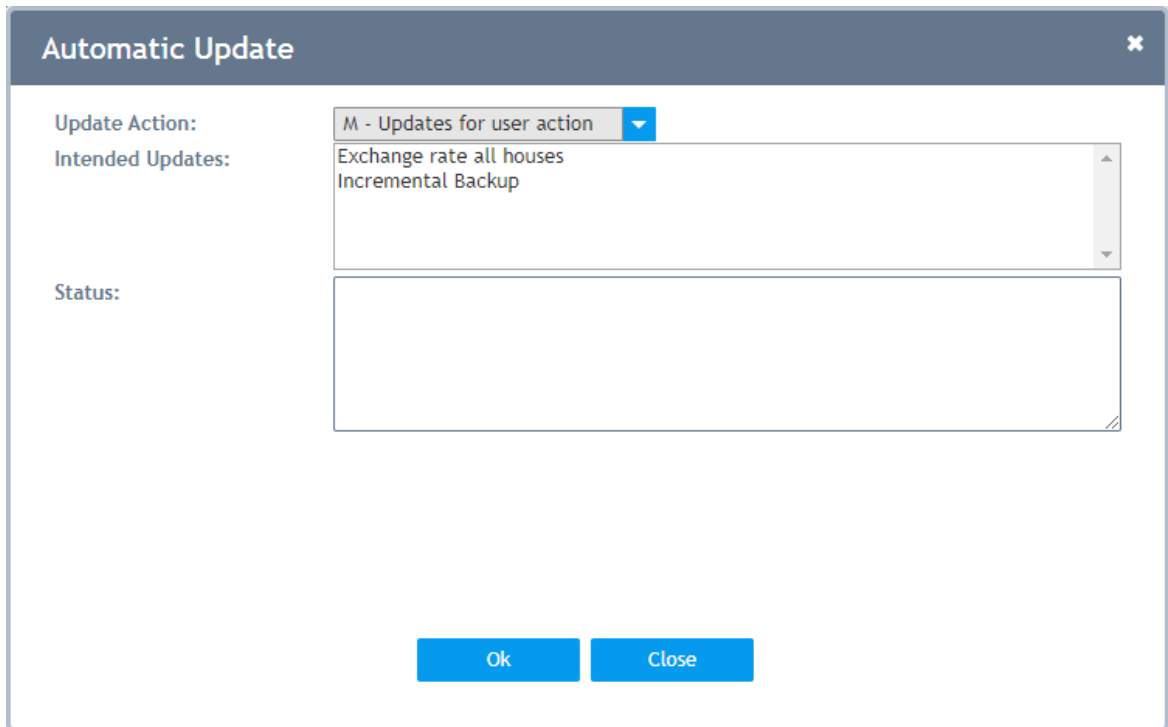 Automatic Update
Update Action: M - Updates for user action
Intended Updates: Exchange rate all houses
Incremental Backup
Status:
Ok Close